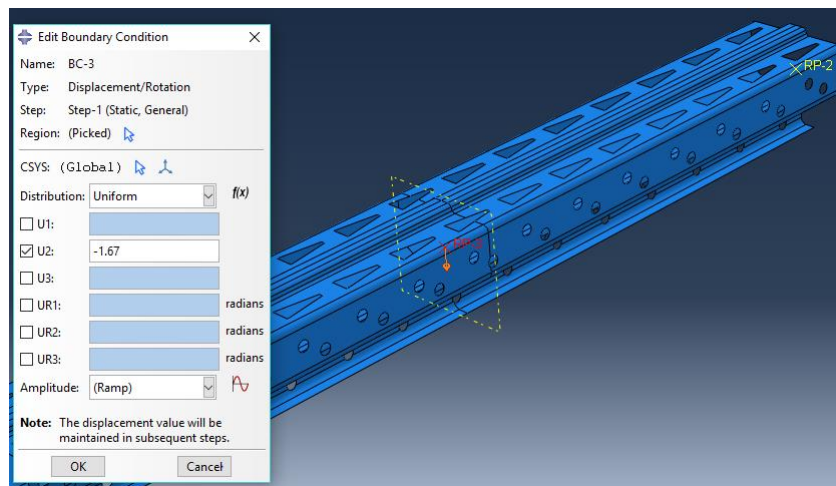 Edit Boundary Condition
Name: BC-3
Type: Displacement/Rotation
Step: Step-1 (Static, General)
Region: (Picked)
CSYS: (Global)
Distribution: Uniform f(x)
U1:
U2: -1.67
U3:
UR1: radians
UR2: radians
UR3: radians
Amplitude: (Ramp)
Note: The displacement value will be
maintained in subsequent steps.
OK Cancel
RP-2
RP-3